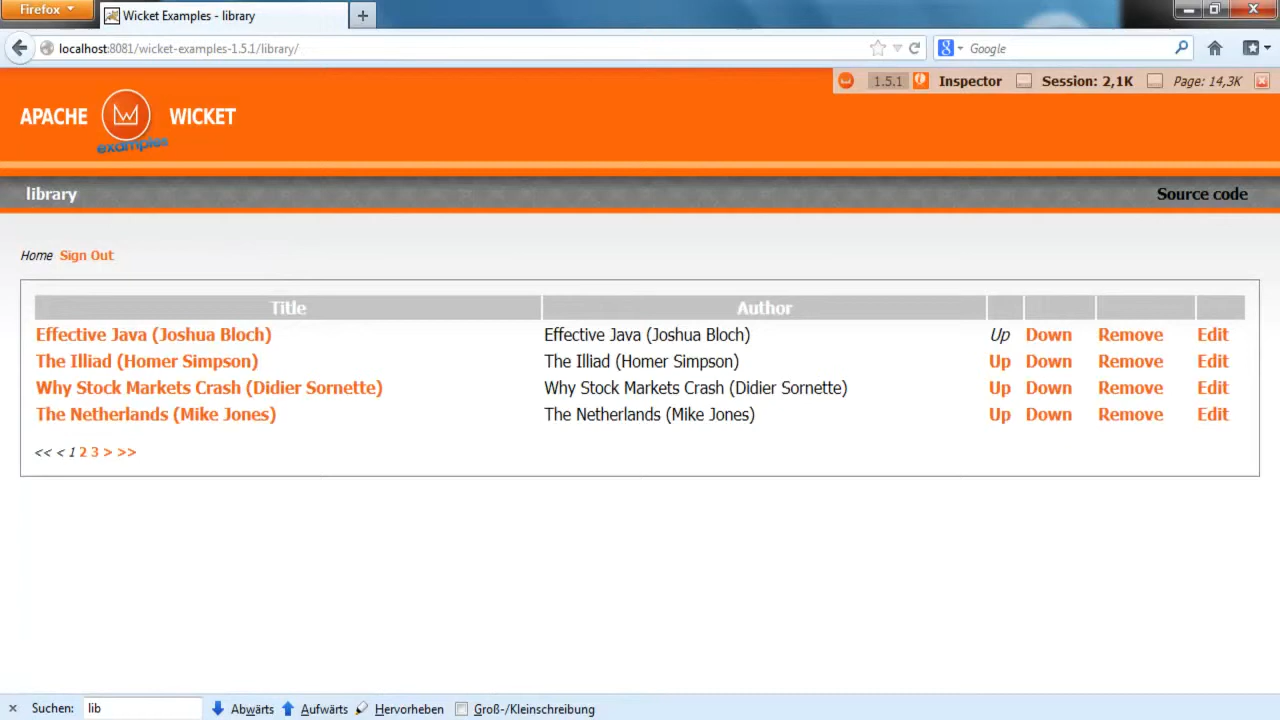 Firefox
Wicket Examples - library
localhost:8081/wicket-examples-1.5.1/library/
Google
1.5.1 Inspector Session: 2,1K Page: 14,3K
APACHE WICKET
examples
library Source code
Home Sign Out
Title Author
Effective Java (Joshua Bloch) Effective Java (Joshua Bloch) Up Down Remove Edit
The Illiad (Homer Simpson) The Illiad (Homer Simpson) Up Down Remove Edit
Why Stock Markets Crash (Didier Sornette) Why Stock Markets Crash (Didier Sornette) Up Down Remove Edit
The Netherlands (Mike Jones) The Netherlands (Mike Jones) Up Down Remove Edit
<< < 1 2 3 > >>
Suchen: lib Abwärts Aufwärts Hervorheben Groß-/Kleinschreibung